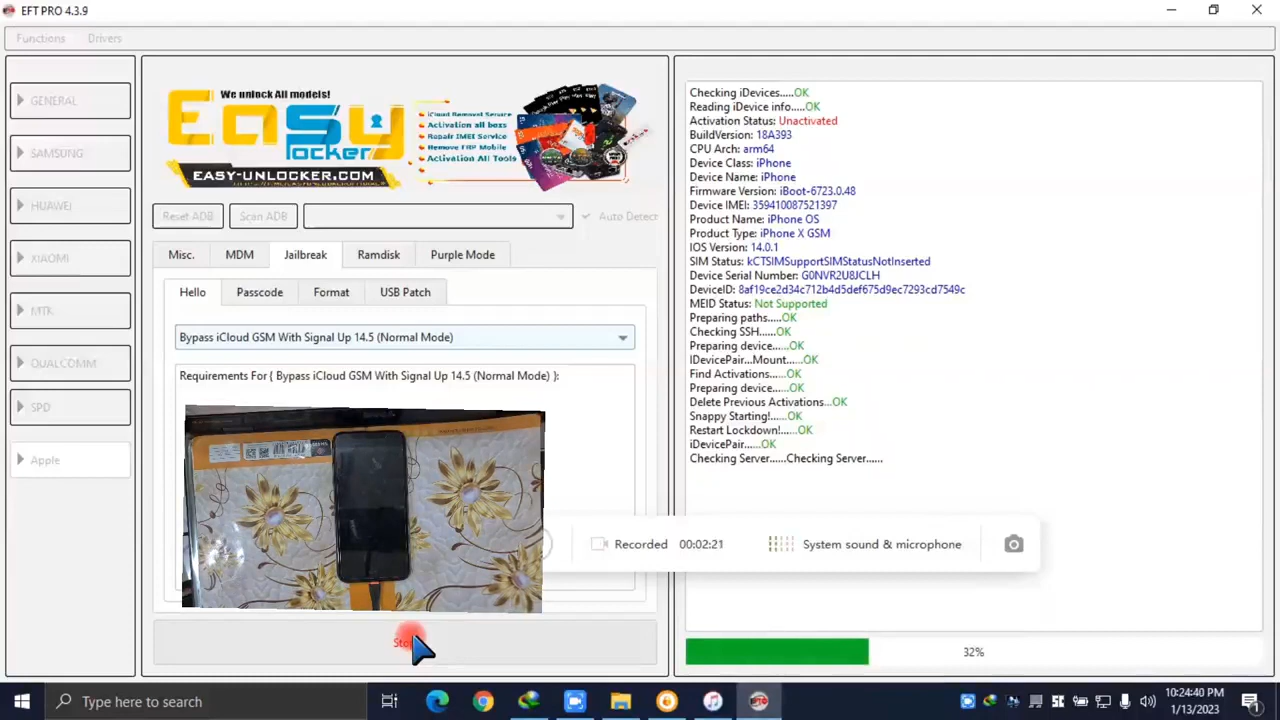 EFT PRO 4.3.9
Functions
Drivers
GENERAL
SAMSUNG
HUAWEI
XIAOMI
MTK
QUALCOMM
SPD
Apple
We unlock All models!
Easy
locker
EASY-UNLOCKER.COM
iCloud Removal Service
Activation all boxs
Repair IMEI Service
Remove FRP Mobile
Activation All Tools
Reset ADB
Scan ADB
Auto Detect
Misc.
MDM
Jailbreak
Ramdisk
Purple Mode
Hello
Passcode
Format
USB Patch
Bypass iCloud GSM With Signal Up 14.5 (Normal Mode)
Requirements For { Bypass iCloud GSM With Signal Up 14.5 (Normal Mode) }:
Checking iDevices.....OK
Reading iDevice info...OK
Activation Status: Unactivated
BuildVersion: 18A393
CPU Arch: arm64
Device Class: iPhone
Device Name: iPhone
Firmware Version: iBoot-6723.0.48
Device IMEI: 359410087521397
Product Name: iPhone OS
Product Type: iPhone X GSM
IOS Version: 14.0.1
SIM Status: kCTSIMSupportSIMStatusNotInserted
Device Serial Number: G0NVR2U8JCLH
DeviceID: 8af19ce2d34c712b4d5def675d9ec7293cd7549c
MEID Status: Not Supported
Preparing paths.....OK
Checking SSH...OK
Preparing device...OK
IDevicePair...Mount....OK
Find Activations....OK
Preparing device....OK
Delete Previous Activations...OK
Snappy Starting!...OK
Restart Lockdown!...OK
iDevicePair....OK
Checking Server......Checking Server......
Recorded 00:02:21
System sound & microphone
32%
Type here to search
10:24:40 PM
1/13/2023